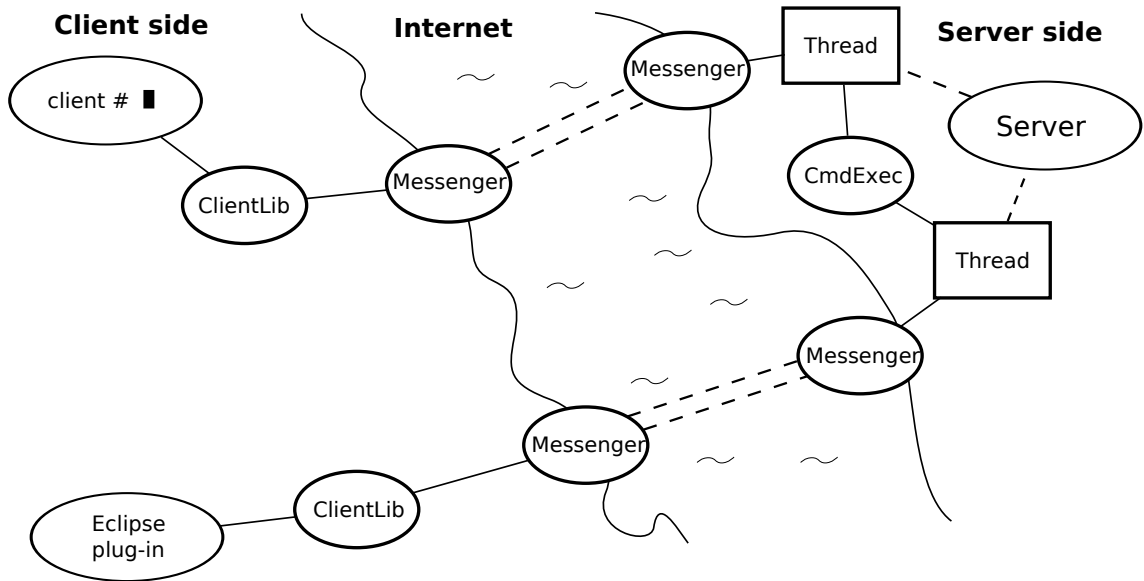 Client side
Internet
Server side
client #
Messenger
Thread
Server
Messenger
CmdExec
ClientLib
Thread
Messenger
Messenger
ClientLib
Eclipse
plug-in